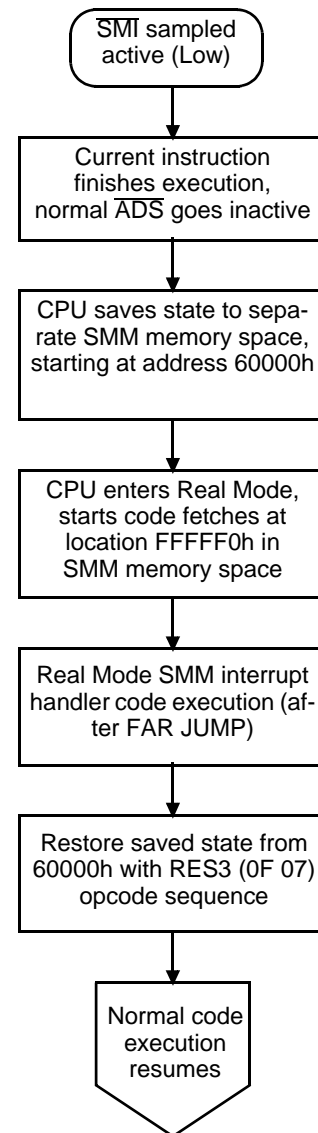 S̅M̅I̅ sampled
active (Low)
Current instruction
finishes execution,
normal A̅D̅S̅ goes inactive
CPU saves state to sepa-
rate SMM memory space,
starting at address 60000h
CPU enters Real Mode,
starts code fetches at
location FFFFF0h in
SMM memory space
Real Mode SMM interrupt
handler code execution (af-
ter FAR JUMP)
Restore saved state from
60000h with RES3 (0F 07)
opcode sequence
Normal code
execution
resumes